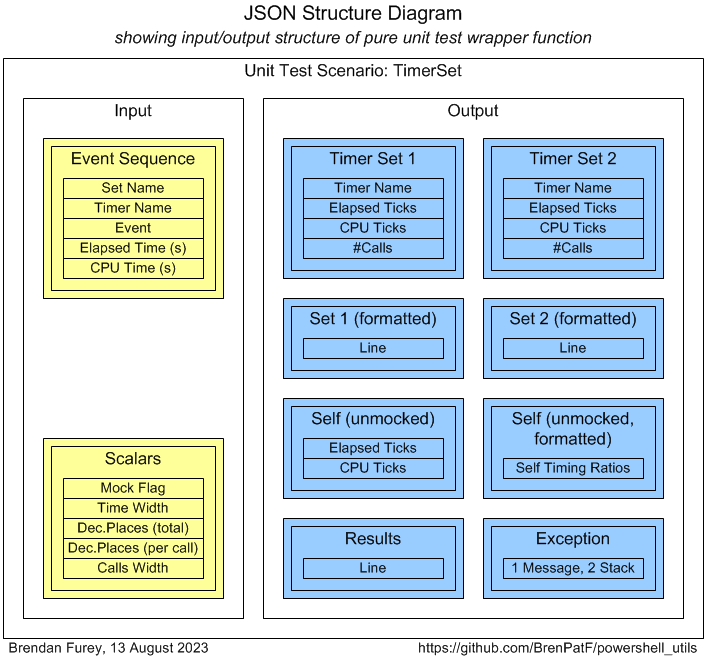 JSON Structure Diagram
showing input/output structure of pure unit test wrapper function
Unit Test Scenario: TimerSet
Input
Event Sequence
Set Name
Timer Name
Event
Elapsed Time (s)
CPU Time (s)
Scalars
Mock Flag
Time Width
Dec.Places (total)
Dec.Places (per call)
Calls Width
Output
Timer Set 1
Timer Name
Elapsed Ticks
CPU Ticks
#Calls
Timer Set 2
Timer Name
Elapsed Ticks
CPU Ticks
#Calls
Set 1 (formatted)
Line
Set 2 (formatted)
Line
Self (unmocked)
Elapsed Ticks
CPU Ticks
Self (unmocked,
formatted)
Self Timing Ratios
Results
Line
Exception
1 Message, 2 Stack
Brendan Furey, 13 August 2023
https://github.com/BrenPatF/powershell_utils